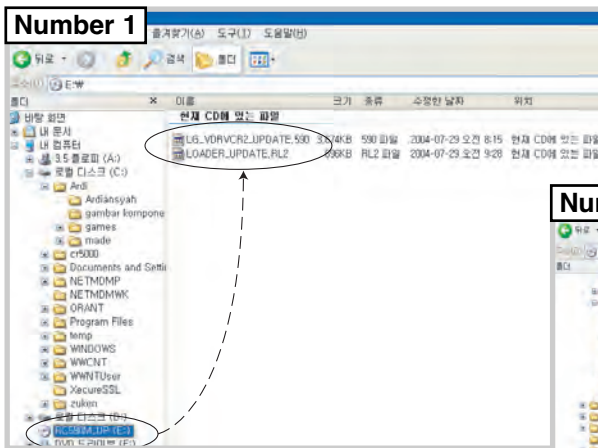 Number 1
즐겨찾기(A) 도구(T) 도움말(H)
뒤로 검색 폴더
E:₩
폴더 × 이름 크기 종류 수정한 날짜 위치
현재 CD에 있는 파일
LG_VDRVCR2_UPDATE.590 590 파일 2004-07-29 오전 8:15 현재 CD에 있는 파일
LOADER_UPDATE.RL2 RL2 파일 2004-07-29 오전 9:28 현재 CD에 있는 파일
바탕 화면
내 문서
내 컴퓨터
3.5 플로피 (A:)
로컬 디스크 (C:)
Ardi
Ardiansyah
gambar kompone
games
made
cr5000
Documents and Setti
NETMDMP
NETMDMWK
ORANT
Program Files
temp
WINDOWS
WWCNT
WWNTUser
XecureSSL
zuken
로컬 디스크 (D:)
RC590M_UP (E:)
DVD 드라이브 (F:)
Nu
뒤로
폴더